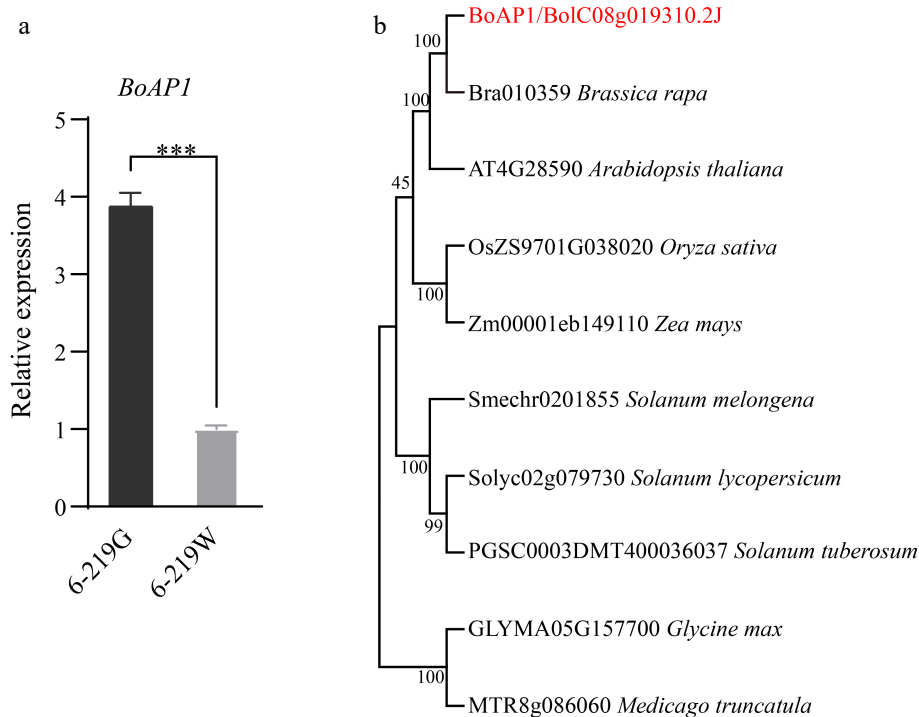 a
BoAP1
Relative expression
5
4
3
2
1
0
***
6-219G
6-219W
b
BoAP1/BolC08g019310.2J
Bra010359 Brassica rapa
AT4G28590 Arabidopsis thaliana
OsZS9701G038020 Oryza sativa
Zm00001eb149110 Zea mays
Smechr0201855 Solanum melongena
Solyc02g079730 Solanum lycopersicum
PGSC0003DMT400036037 Solanum tuberosum
GLYMA05G157700 Glycine max
MTR8g086060 Medicago truncatula
100
100
45
100
100
99
100